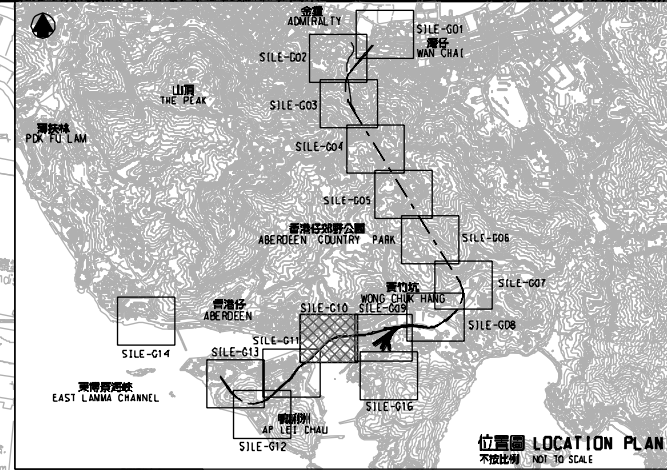 金鐘
ADMIRALTY
SILE-G01
灣仔
WAN CHAI
SILE-G02
山頂
THE PEAK
SILE-G03
薄扶林
POK FU LAM
SILE-G04
SILE-G05
香港仔郊野公園
ABERDEEN COUNTRY PARK
SILE-G06
SILE-G07
黃竹坑
WONG CHUK HANG
香港仔
ABERDEEN
SILE-G10
SILE-G09
SILE-G08
SILE-G11
SILE-G14
SILE-G13
東博寮海峽
EAST LAMMA CHANNEL
SILE-G16
鴨脷洲
AP LEI CHAU
SILE-G12
位置圖 LOCATION PLAN
不按比例 NOT TO SCALE